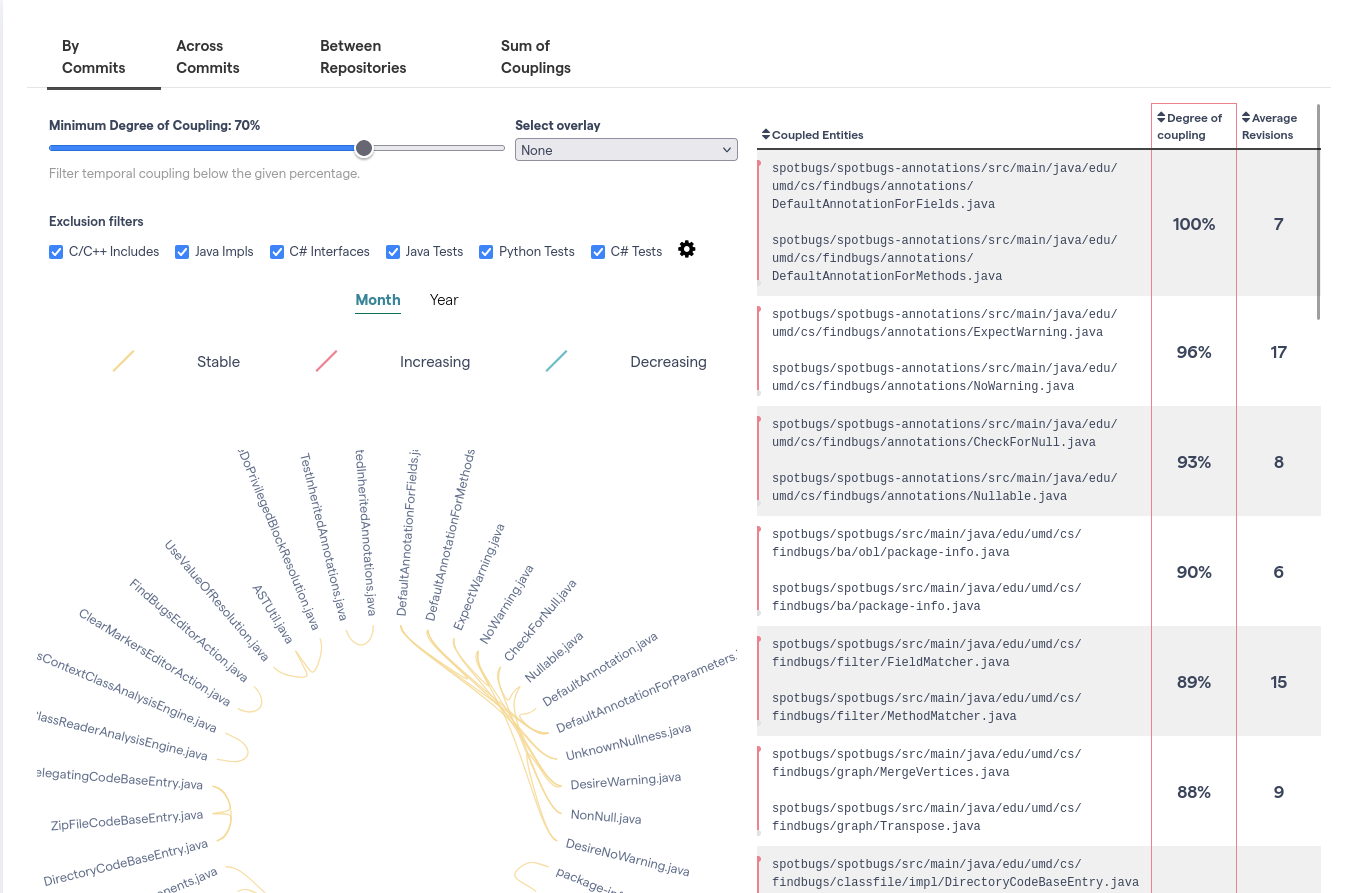 By
Commits
Across
Commits
Between
Repositories
Sum of
Couplings
Minimum Degree of Coupling: 70%
Filter temporal coupling below the given percentage.
Select overlay
None
Exclusion filters
C/C++ Includes
Java Impls
C# Interfaces
Java Tests
Python Tests
C# Tests
Month
Year
Stable
Increasing
Decreasing
DoPrivilegedBlockResolution.java
TestInheritedAnnotations.java
tedInheritedAnnotations.java
DefaultAnnotationForFields.j
DefaultAnnotationForMethods
ExpectWarning.java
NoWarning.java
CheckForNull.java
Nullable.java
DefaultAnnotation.java
DefaultAnnotationForParameters.
UnknownNullness.java
DesireWarning.java
NonNull.java
DesireNoWarning.java
package-in
ASTUtil.java
UseValueOfResolution.java
FindBugsEditorAction.java
ClearMarkersEditorAction.java
sContextClassAnalysisEngine.java
lassReaderAnalysisEngine.java
elegatingCodeBaseEntry.java
ZipFileCodeBaseEntry.java
DirectoryCodeBaseEntry.java
onents.java
Coupled Entities
Degree of
coupling
Average
Revisions
spotbugs/spotbugs-annotations/src/main/java/edu/
umd/cs/findbugs/annotations/
DefaultAnnotationForFields.java
spotbugs/spotbugs-annotations/src/main/java/edu/
umd/cs/findbugs/annotations/
DefaultAnnotationForMethods.java
100%
7
spotbugs/spotbugs-annotations/src/main/java/edu/
umd/cs/findbugs/annotations/ExpectWarning.java
spotbugs/spotbugs-annotations/src/main/java/edu/
umd/cs/findbugs/annotations/NoWarning.java
96%
17
spotbugs/spotbugs-annotations/src/main/java/edu/
umd/cs/findbugs/annotations/CheckForNull.java
spotbugs/spotbugs-annotations/src/main/java/edu/
umd/cs/findbugs/annotations/Nullable.java
93%
8
spotbugs/spotbugs/src/main/java/edu/umd/cs/
findbugs/ba/obl/package-info.java
spotbugs/spotbugs/src/main/java/edu/umd/cs/
findbugs/ba/package-info.java
90%
6
spotbugs/spotbugs/src/main/java/edu/umd/cs/
findbugs/filter/FieldMatcher.java
spotbugs/spotbugs/src/main/java/edu/umd/cs/
findbugs/filter/MethodMatcher.java
89%
15
spotbugs/spotbugs/src/main/java/edu/umd/cs/
findbugs/graph/MergeVertices.java
spotbugs/spotbugs/src/main/java/edu/umd/cs/
findbugs/graph/Transpose.java
88%
9
spotbugs/spotbugs/src/main/java/edu/umd/cs/
findbugs/classfile/impl/DirectoryCodeBaseEntry.java